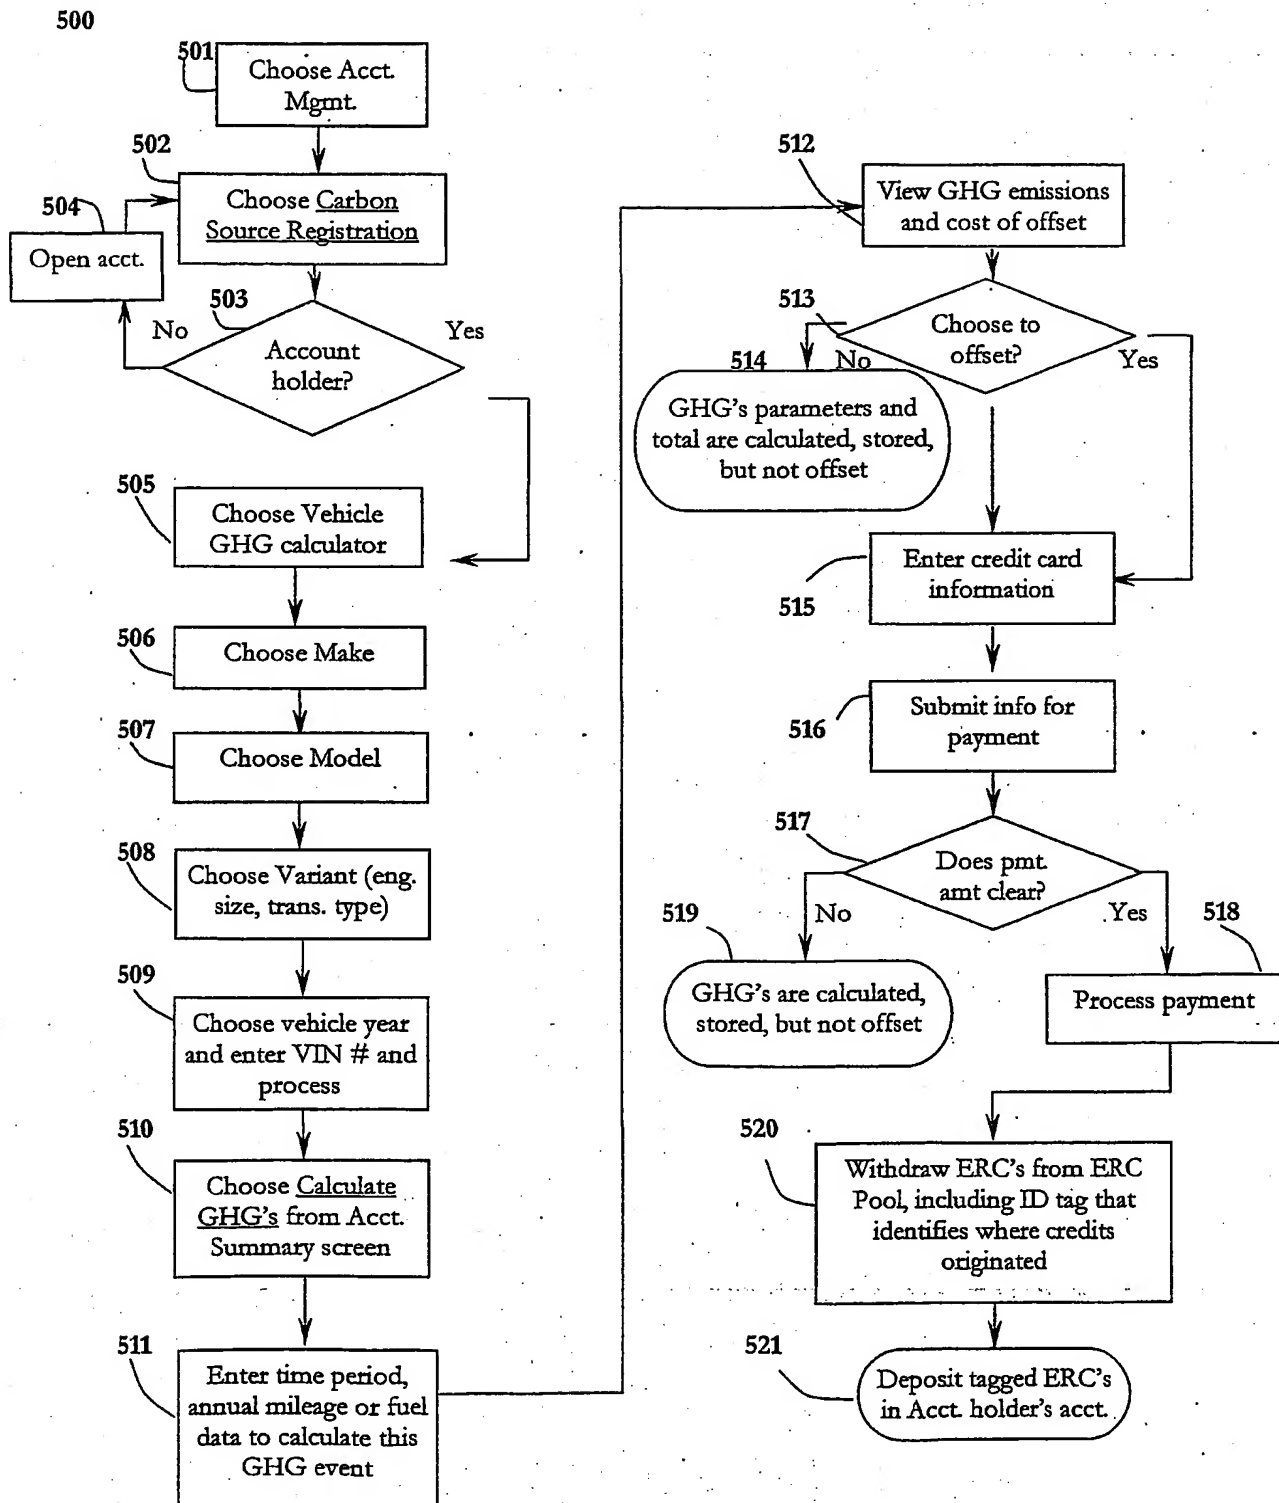 500
501
Choose Acct.
Mgmt.
502
Choose Carbon
Source Registration
504
Open acct.
503
No
Yes
Account
holder?
505
Choose Vehicle
GHG calculator
506
Choose Make
507
Choose Model
508
Choose Variant (eng.
size, trans. type)
509
Choose vehicle year
and enter VIN # and
process
510
Choose Calculate
GHG's from Acct.
Summary screen
511
Enter time period,
annual mileage or fuel
data to calculate this
GHG event
512
View GHG emissions
and cost of offset
513
Choose to
offset?
No
Yes
514
GHG's parameters and
total are calculated, stored,
but not offset
515
Enter credit card
information
516
Submit info for
payment
517
Does pmt.
amt clear?
No
Yes
519
GHG's are calculated,
stored, but not offset
518
Process payment
520
Withdraw ERC's from ERC
Pool, including ID tag that
identifies where credits
originated
521
Deposit tagged ERC's
in Acct. holder's acct.